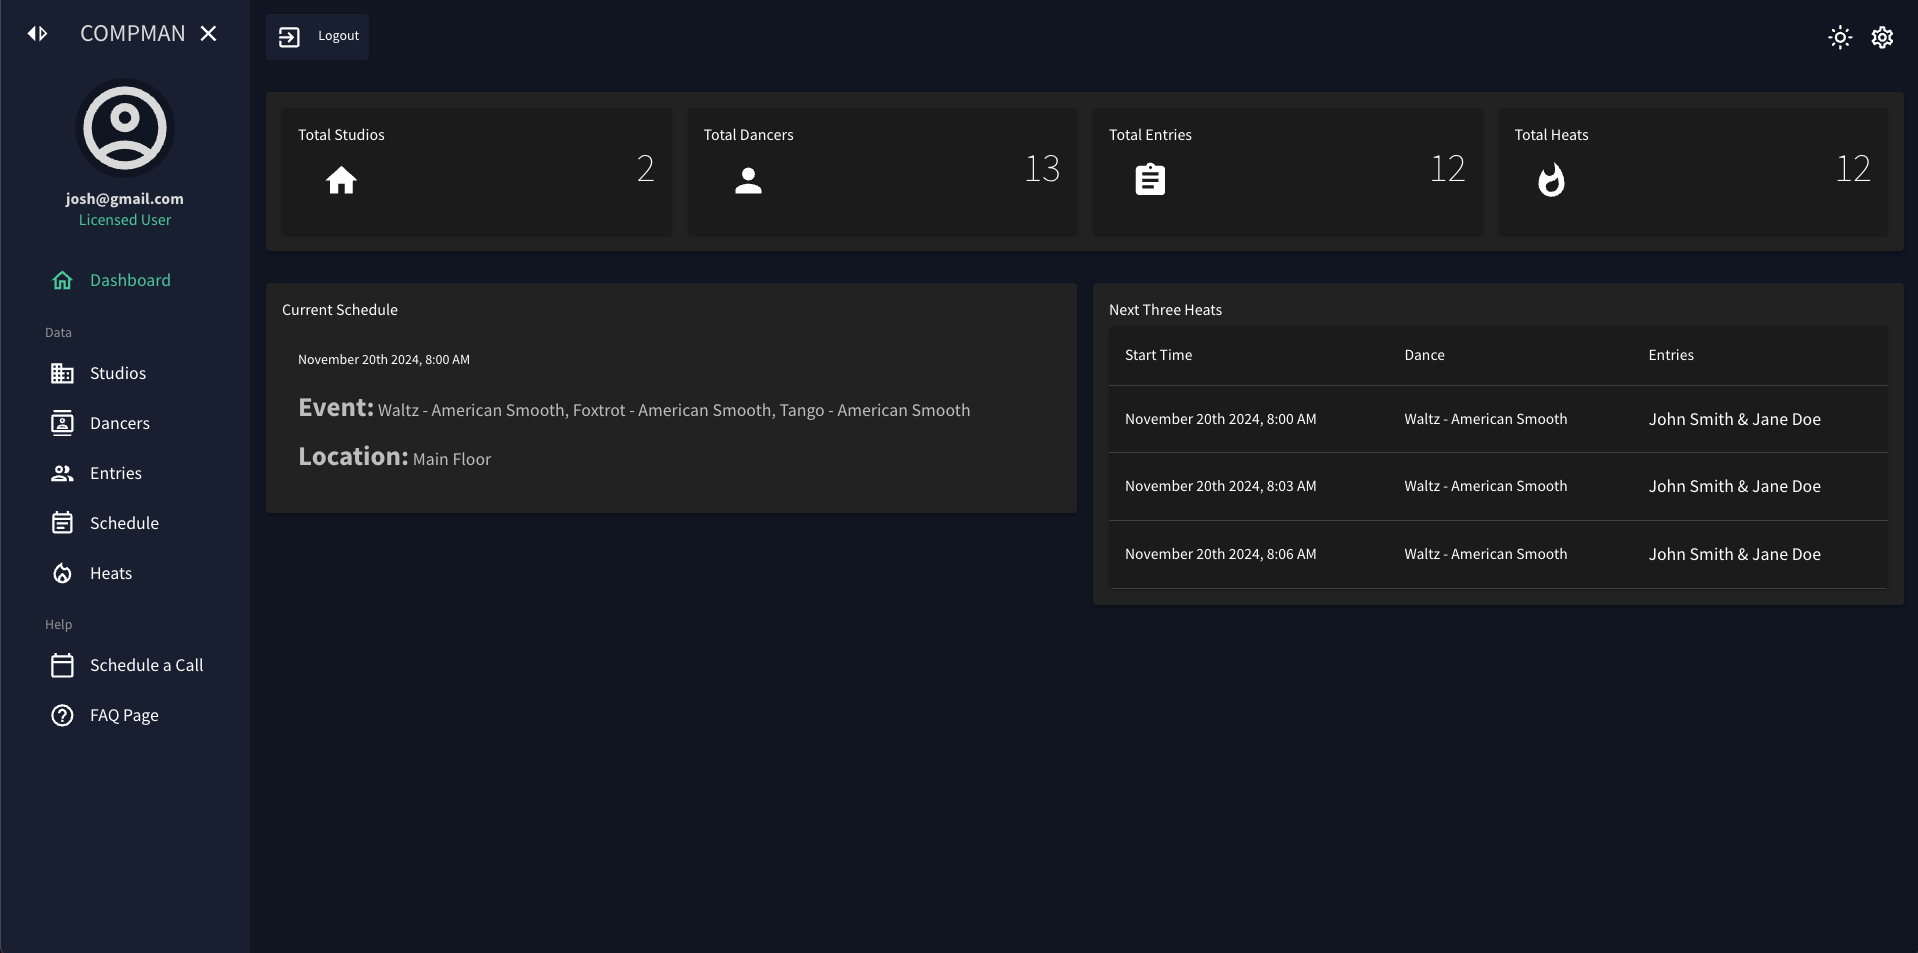 COMPMAN
josh@gmail.com
Licensed User
Dashboard
Data
Studios
Dancers
Entries
Schedule
Heats
Help
Schedule a Call
FAQ Page
Logout
Total Studios
2
Total Dancers
13
Total Entries
12
Total Heats
12
Current Schedule
November 20th 2024, 8:00 AM
Event: Waltz - American Smooth, Foxtrot - American Smooth, Tango - American Smooth
Location: Main Floor
Next Three Heats
Start Time Dance Entries
November 20th 2024, 8:00 AM Waltz - American Smooth John Smith & Jane Doe
November 20th 2024, 8:03 AM Waltz - American Smooth John Smith & Jane Doe
November 20th 2024, 8:06 AM Waltz - American Smooth John Smith & Jane Doe